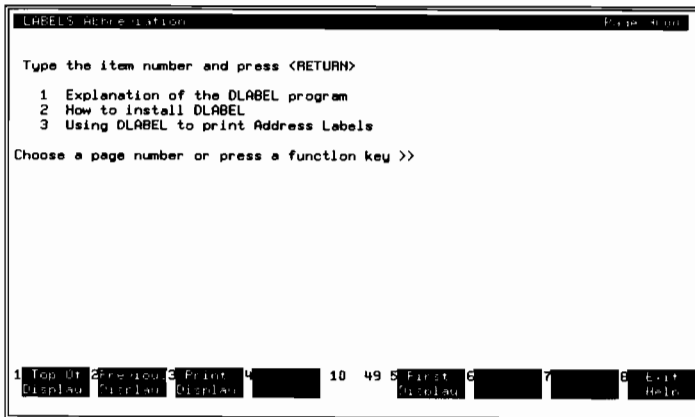 LABELS Abbreviation Page
Type the item number and press <RETURN>
1 Explanation of the DLABEL program
2 How to install DLABEL
3 Using DLABEL to print Address Labels
Choose a page number or press a function key >>
1 Top Of 2 Previous 3 Print 4 10 49 5 First 6 7 8 Exit
Display Display Display Display Help